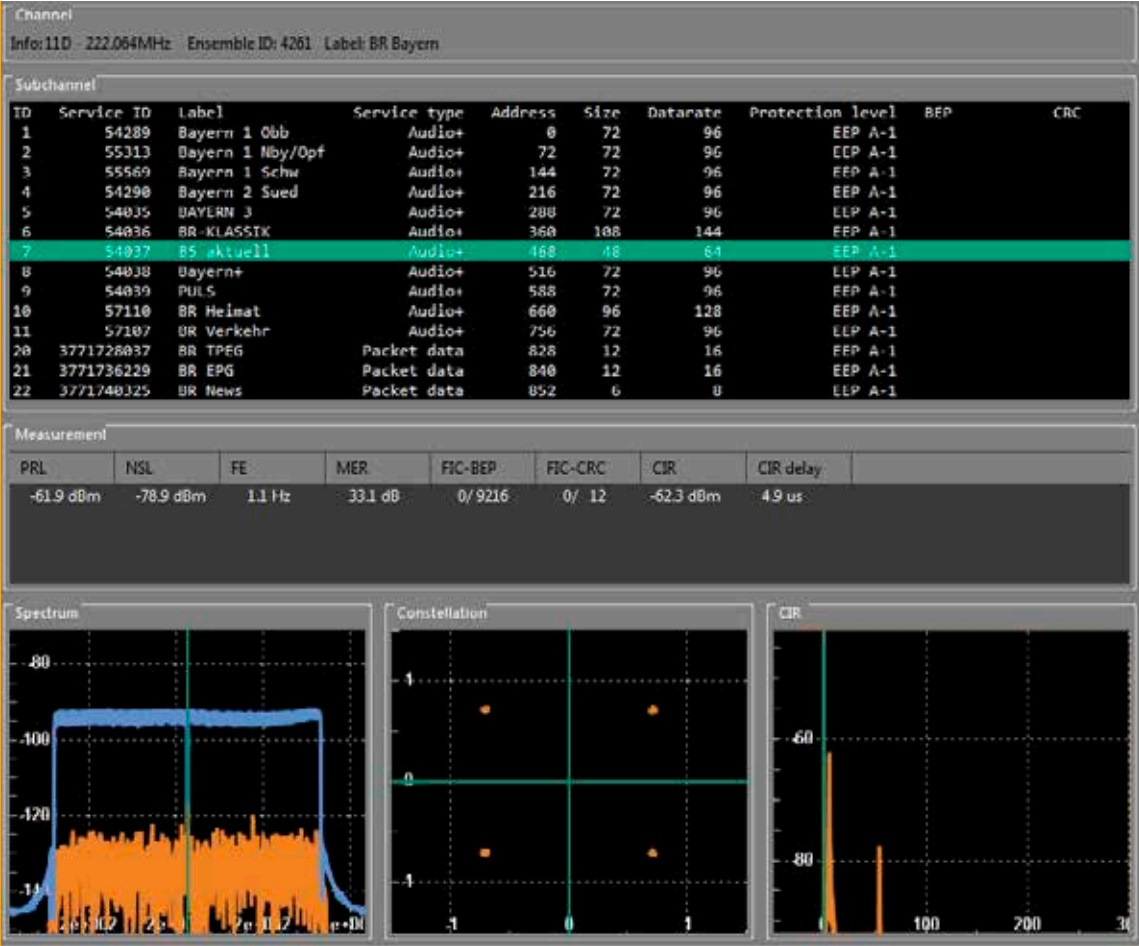 Channel
Info: 11D - 222.064MHz Ensemble ID: 4261 Label: BR Bayern
Subchannel
ID Service ID Label Service type Address Size Datarate Protection level BEP CRC
1 54289 Bayern 1 Obb Audio+ 0 72 96 EEP A-1
2 55313 Bayern 1 Nby/Opf Audio+ 72 72 96 EEP A-1
3 55569 Bayern 1 Schw Audio+ 144 72 96 EEP A-1
4 54290 Bayern 2 Sued Audio+ 216 72 96 EEP A-1
5 54035 BAYERN 3 Audio+ 288 72 96 EEP A-1
6 54036 BR-KLASSIK Audio+ 360 108 144 EEP A-1
7 54037 B5 aktuell Audio+ 468 48 64 EEP A-1
8 54038 Bayern+ Audio+ 516 72 96 EEP A-1
9 54039 PULS Audio+ 588 72 96 EEP A-1
10 57110 BR Heimat Audio+ 660 96 128 EEP A-1
11 57107 BR Verkehr Audio+ 756 72 96 EEP A-1
20 3771728037 BR TPEG Packet data 828 12 16 EEP A-1
21 3771736229 BR EPG Packet data 840 12 16 EEP A-1
22 3771740325 BR News Packet data 852 6 8 EEP A-1
Measurement
PRL NSL FE MER FIC-BEP FIC-CRC CIR CIR delay
-61.9 dBm -78.9 dBm 1.1 Hz 33.1 dB 0/ 9216 0/ 12 -62.3 dBm 4.9 us
Spectrum
-80
-100
-120
Constellation
1
0
-1
-1 0 1
CIR
-60
-80
0 100 200